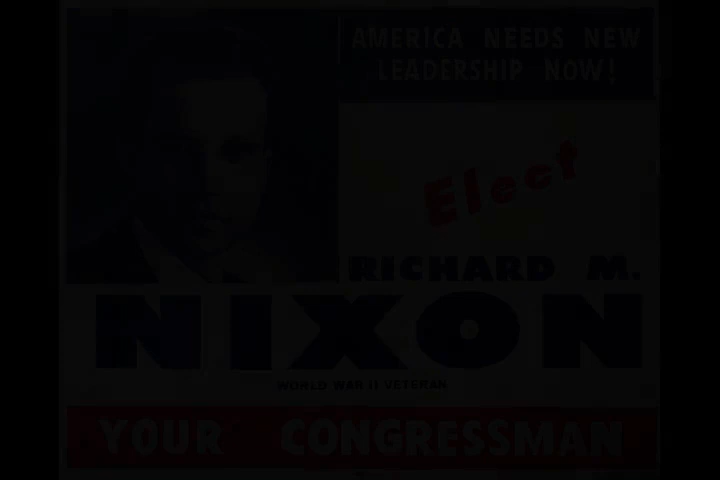 AMERICA NEEDS NEW
LEADERSHIP NOW!
Elect
RICHARD M.
NIXON
WORLD WAR II VETERAN
YOUR CONGRESSMAN